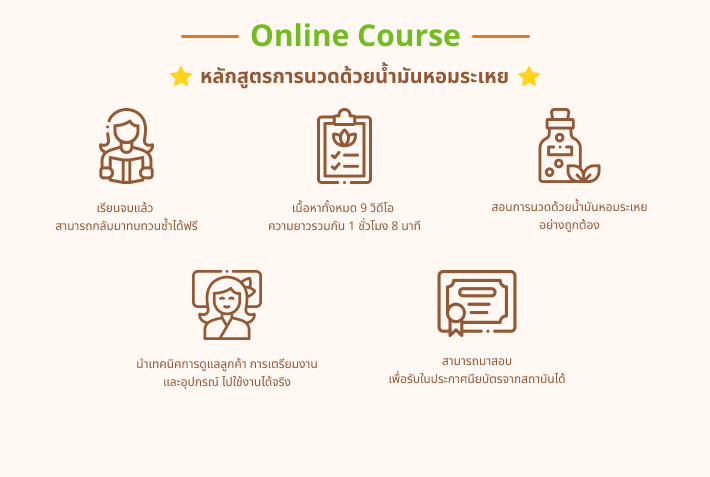 Online Course
หลักสูตรการนวดด้วยน้ำมันหอมระเหย
เรียนจบแล้ว
สามารถกลับมาทบทวนซ้ำได้ฟรี
เนื้อหาทั้งหมด 9 วิดีโอ
ความยาวรวมกัน 1 ชั่วโมง 8 นาที
สอนการนวดด้วยน้ำมันหอมระเหย
อย่างถูกต้อง
นำเทคนิคการดูแลลูกค้า การเตรียมงาน
และอุปกรณ์ ไปใช้งานได้จริง
สามารถมาสอบ
เพื่อรับใบประกาศนียบัตรจากสถาบันได้